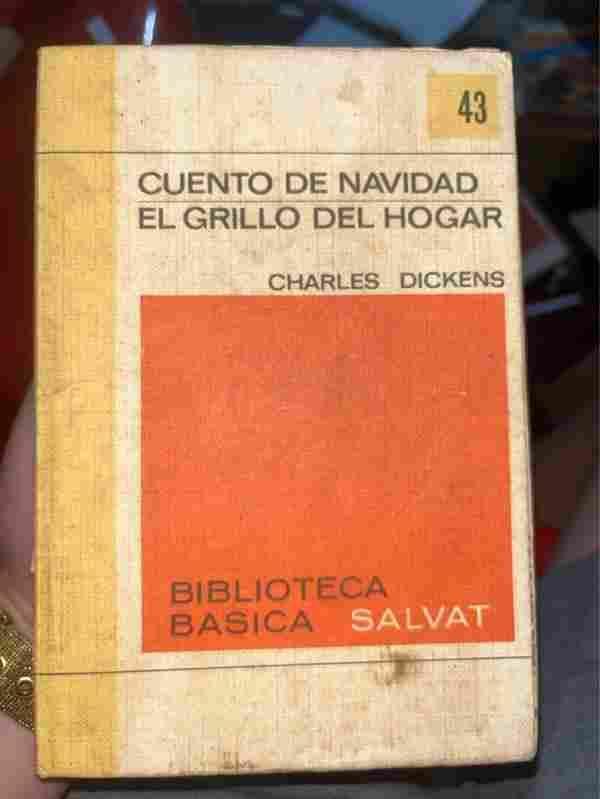 43
CUENTO DE NAVIDAD
EL GRILLO DEL HOGAR
CHARLES DICKENS
BIBLIOTECA
BASICA SALVAT